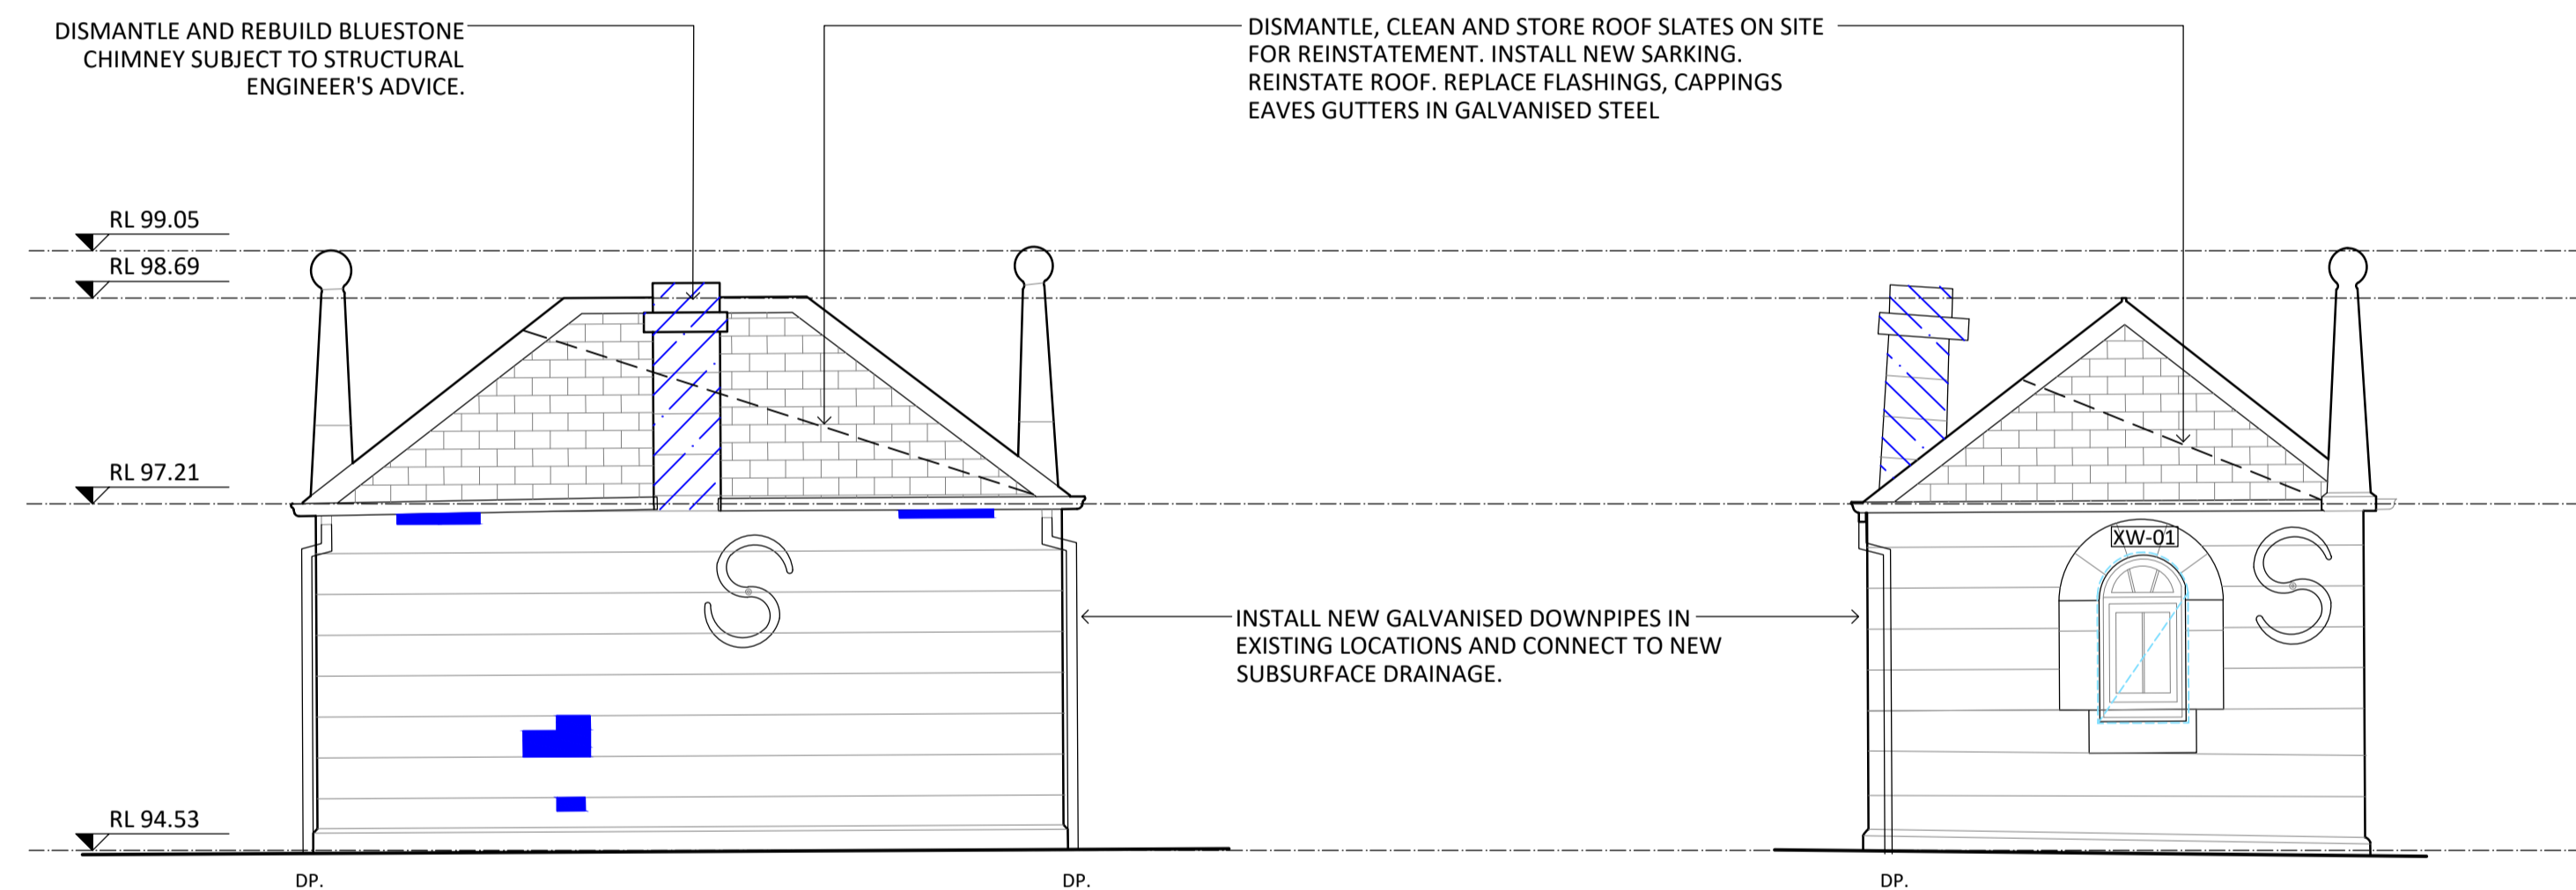 DISMANTLE AND REBUILD BLUESTONE
CHIMNEY SUBJECT TO STRUCTURAL
ENGINEER'S ADVICE.
DISMANTLE, CLEAN AND STORE ROOF SLATES ON SITE
FOR REINSTATEMENT. INSTALL NEW SARKING.
REINSTATE ROOF. REPLACE FLASHINGS, CAPPINGS
EAVES GUTTERS IN GALVANISED STEEL
RL 99.05
RL 98.69
RL 97.21
XW-01
INSTALL NEW GALVANISED DOWNPIPES IN
EXISTING LOCATIONS AND CONNECT TO NEW
SUBSURFACE DRAINAGE.
RL 94.53
DP.
DP.
DP.